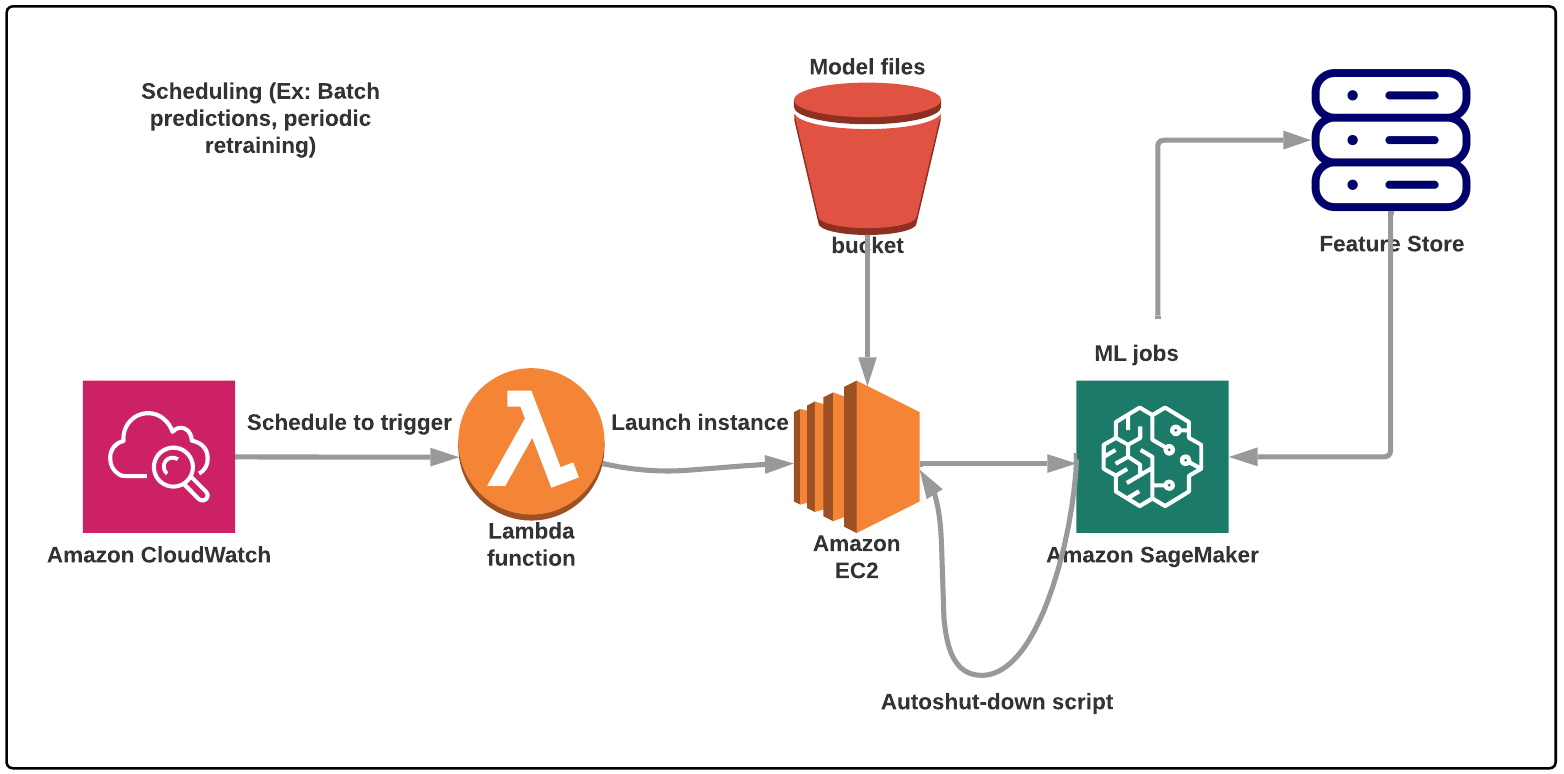 Scheduling (Ex: Batch
predictions, periodic
retraining)
Model files
bucket
Feature Store
ML jobs
Schedule to trigger
Launch instance
Amazon CloudWatch
Lambda
function
Amazon
EC2
Amazon SageMaker
Autoshut-down script